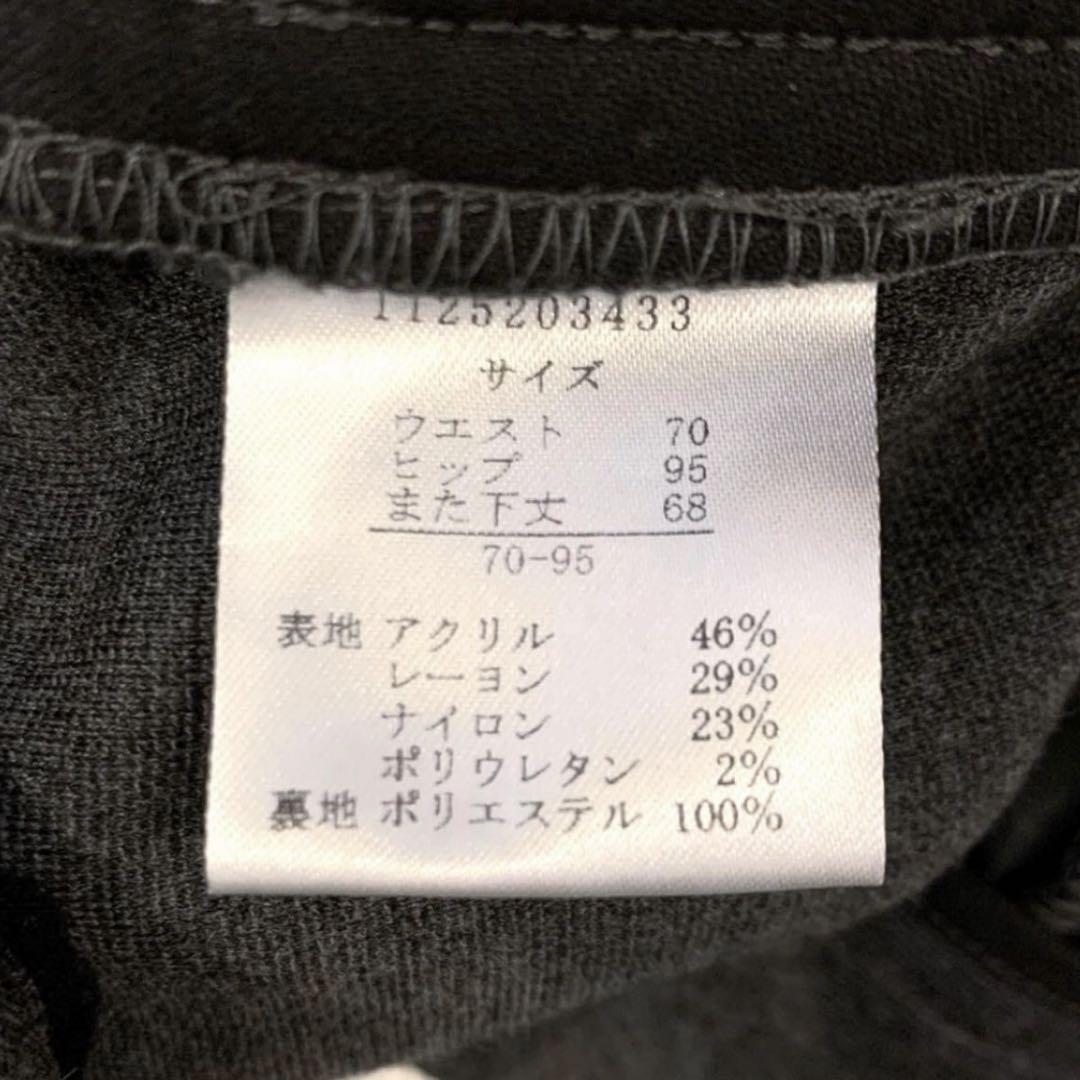 1125203433
サイズ
ウエスト 70
ヒップ 95
また下丈 68
70-95
表地 アクリル 46%
レーヨン 29%
ナイロン 23%
ポリウレタン 2%
裏地 ポリエステル 100%